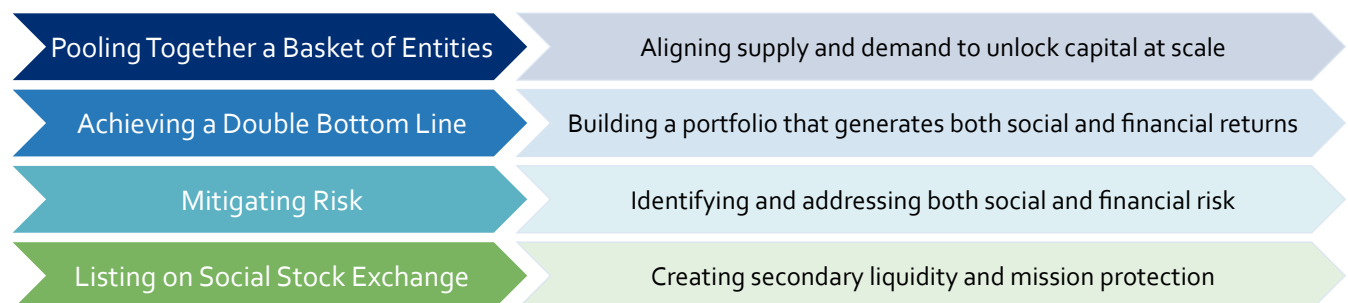 Pooling Together a Basket of Entities
Aligning supply and demand to unlock capital at scale
Achieving a Double Bottom Line
Building a portfolio that generates both social and financial returns
Mitigating Risk
Identifying and addressing both social and financial risk
Listing on Social Stock Exchange
Creating secondary liquidity and mission protection